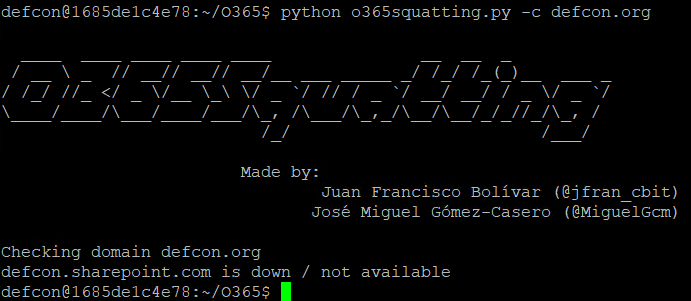 defcon@1685de1c4e78:~/O365$ python o365squatting.py -c defcon.org
O365Squatting
Made by:
Juan Francisco Bolívar (@jfran_cbit)
José Miguel Gómez-Casero (@MiguelGcm)
Checking domain defcon.org
defcon.sharepoint.com is down / not available
defcon@1685de1c4e78:~/O365$